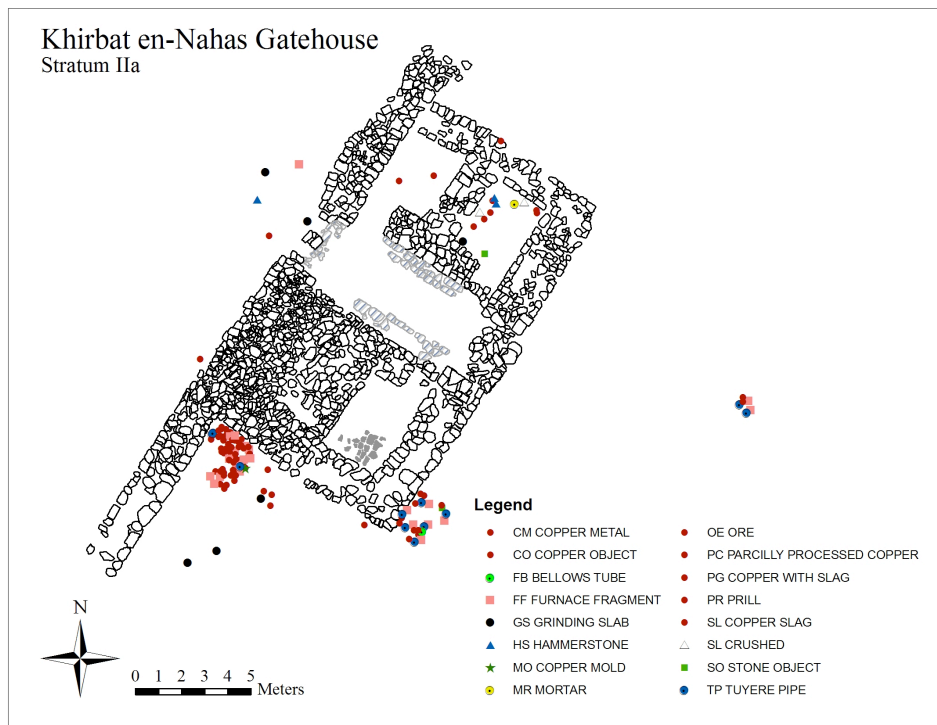 Khirbat en-Nahas Gatehouse
Stratum IIa
Legend
CM COPPER METAL
CO COPPER OBJECT
FB BELLOWS TUBE
FF FURNACE FRAGMENT
GS GRINDING SLAB
HS HAMMERSTONE
MO COPPER MOLD
MR MORTAR
OE ORE
PC PARCILLY PROCESSED COPPER
PG COPPER WITH SLAG
PR PRILL
SL COPPER SLAG
SL CRUSHED
SO STONE OBJECT
TP TUYERE PIPE
N
0 1 2 3 4 5
Meters